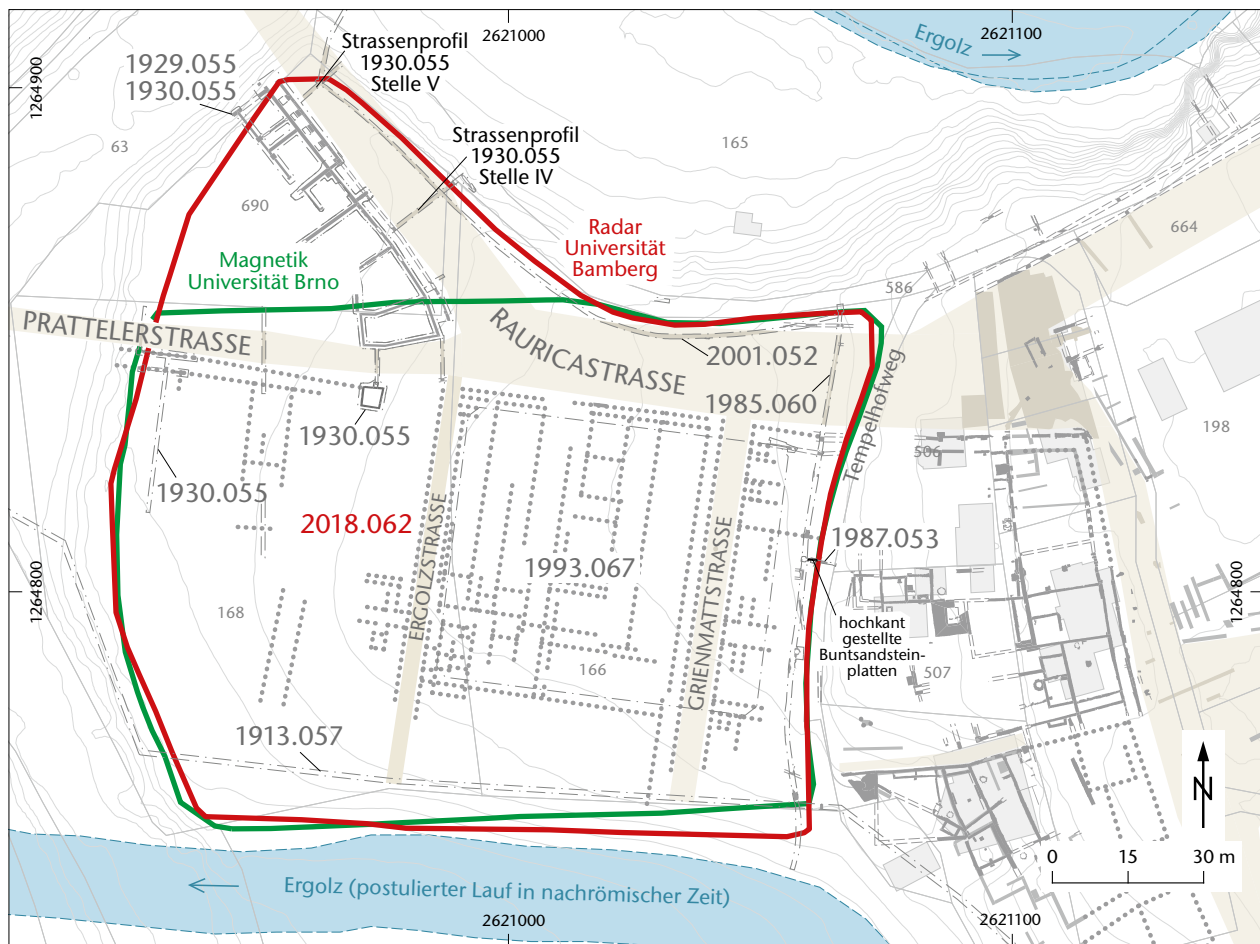 2621000
2621100
Ergolz
1264900
1929.055
1930.055
Strassenprofil
1930.055
Stelle V
Strassenprofil
1930.055
Stelle IV
63
165
690
664
Radar
Universität
Bamberg
Magnetik
Universität Brno
586
PRATTELERSTRASSE
RAURICASTRASSE
2001.052
1985.060
Tempelhofweg
198
1930.055
506
1930.055
2018.062
ERGOLZSTRASSE
1993.067
GRIENMATTSTRASSE
1987.053
1264800
1264800
168
hochkant
gestellte
Buntsandstein-
platten
166
507
1913.057
N
0 15 30 m
Ergolz (postulierter Lauf in nachrömischer Zeit)
2621000
2621100